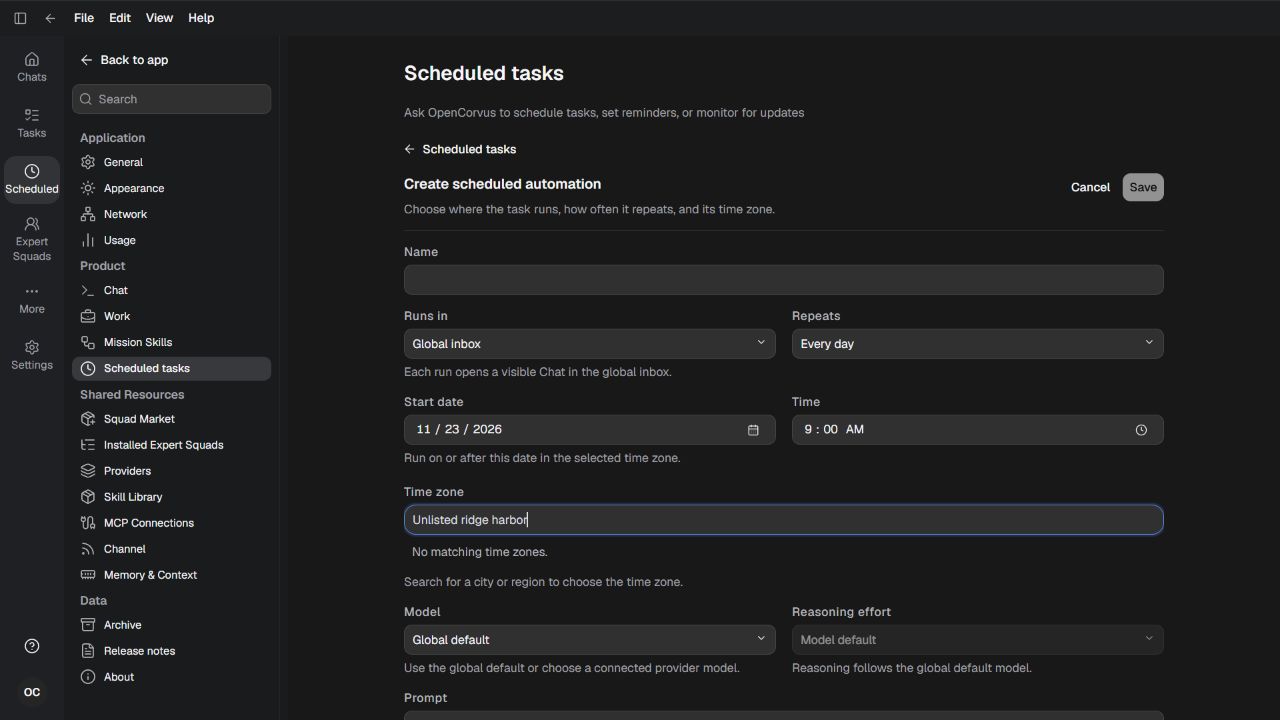 File Edit View Help
Chats
Tasks
Scheduled
Expert
Squads
More
Settings
OC
Back to app
Search
Application
General
Appearance
Network
Usage
Product
Chat
Work
Mission Skills
Scheduled tasks
Shared Resources
Squad Market
Installed Expert Squads
Providers
Skill Library
MCP Connections
Channel
Memory & Context
Data
Archive
Release notes
About
Scheduled tasks
Ask OpenCorvus to schedule tasks, set reminders, or monitor for updates
Scheduled tasks
Create scheduled automation
Choose where the task runs, how often it repeats, and its time zone.
Cancel Save
Name
Runs in Repeats
Global inbox Every day
Each run opens a visible Chat in the global inbox.
Start date Time
11 / 23 / 2026 9 : 00 AM
Run on or after this date in the selected time zone.
Time zone
Unlisted ridge harbor
No matching time zones.
Search for a city or region to choose the time zone.
Model Reasoning effort
Global default Model default
Use the global default or choose a connected provider model. Reasoning follows the global default model.
Prompt